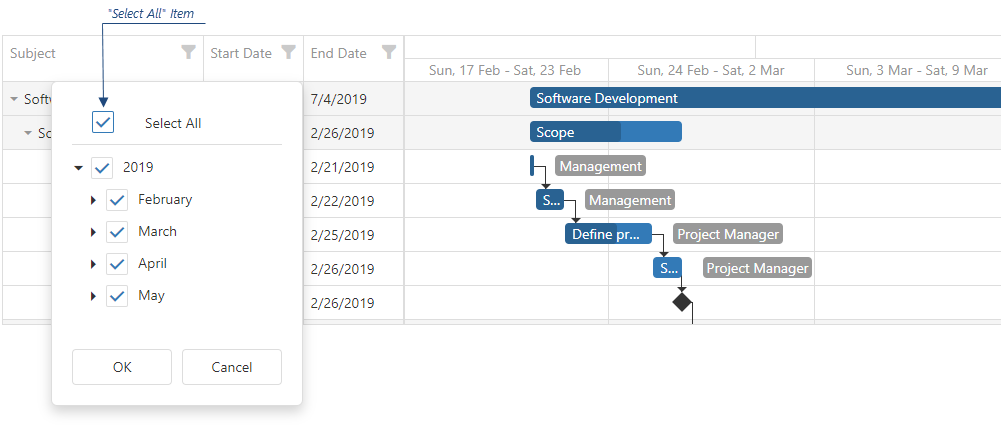 "Select All" Item
Subject
Start Date
End Date
Sun, 17 Feb - Sat, 23 Feb
Sun, 24 Feb - Sat, 2 Mar
Sun, 3 Mar - Sat, 9 Mar
7/4/2019
Software Development
Select All
2/26/2019
Scope
2019
2/21/2019
Management
February
2/22/2019
S...
Management
March
2/25/2019
Define pr...
Project Manager
April
2/26/2019
S...
Project Manager
May
2/26/2019
OK
Cancel